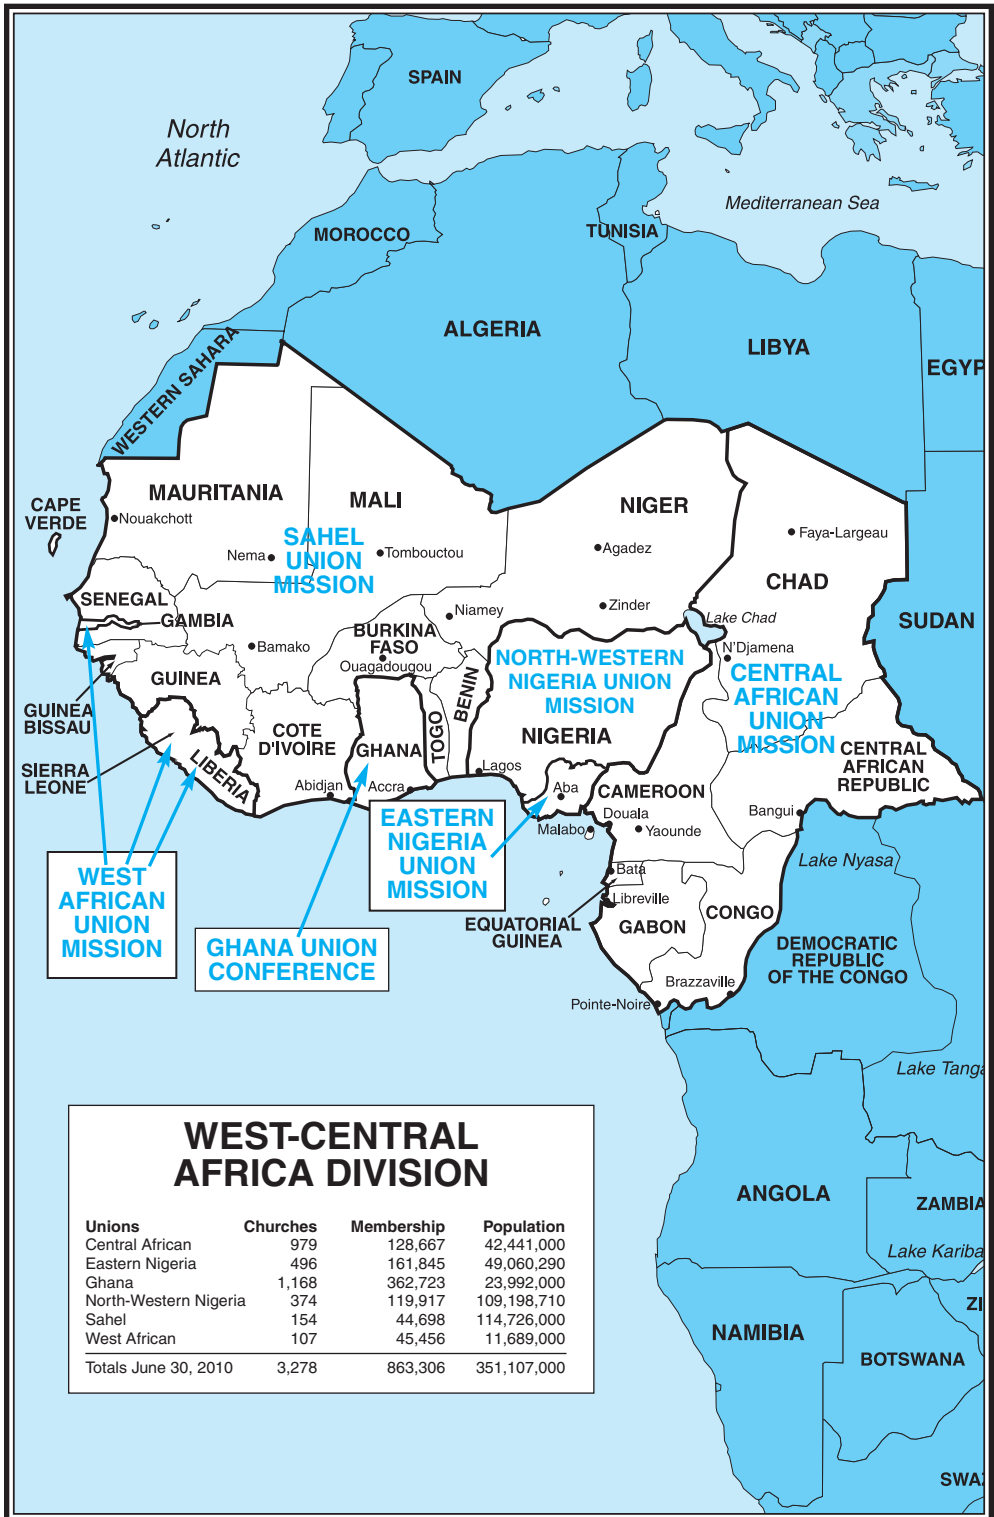 SPAIN
North
Atlantic
Mediterranean Sea
MOROCCO
TUNISIA
ALGERIA
LIBYA
EGYP
WESTERN SAHARA
MAURITANIA
MALI
NIGER
CAPE
VERDE
Nouakchott
Faya-Largeau
SAHEL
UNION
MISSION
Nema
Tombouctou
Agadez
CHAD
SENEGAL
Niamey
Zinder
Lake Chad
SUDAN
GAMBIA
BURKINA
FASO
Bamako
Ouagadougou
N'Djamena
NORTH-WESTERN
NIGERIA UNION
MISSION
CENTRAL
AFRICAN
UNION
MISSION
GUINEA
BENIN
GUINEA
BISSAU
COTE
D'IVOIRE
GHANA
TOGO
NIGERIA
CENTRAL
AFRICAN
REPUBLIC
SIERRA
LEONE
LIBERIA
Lagos
Abidjan
Accra
Aba
CAMEROON
EASTERN
NIGERIA
UNION
MISSION
Douala
Bangui
Malabo
Yaounde
WEST
AFRICAN
UNION
MISSION
Bata
Lake Nyasa
Libreville
EQUATORIAL
GUINEA
GABON
CONGO
GHANA UNION
CONFERENCE
DEMOCRATIC
REPUBLIC
OF THE CONGO
Brazzaville
Pointe-Noire
Lake Tanga
WEST-CENTRAL
AFRICA DIVISION
Unions Churches Membership Population
Central African 979 128,667 42,441,000
Eastern Nigeria 496 161,845 49,060,290
Ghana 1,168 362,723 23,992,000
North-Western Nigeria 374 119,917 109,198,710
Sahel 154 44,698 114,726,000
West African 107 45,456 11,689,000
Totals June 30, 2010 3,278 863,306 351,107,000
ANGOLA
ZAMBIA
Lake Kariba
ZI
NAMIBIA
BOTSWANA
SWAZ